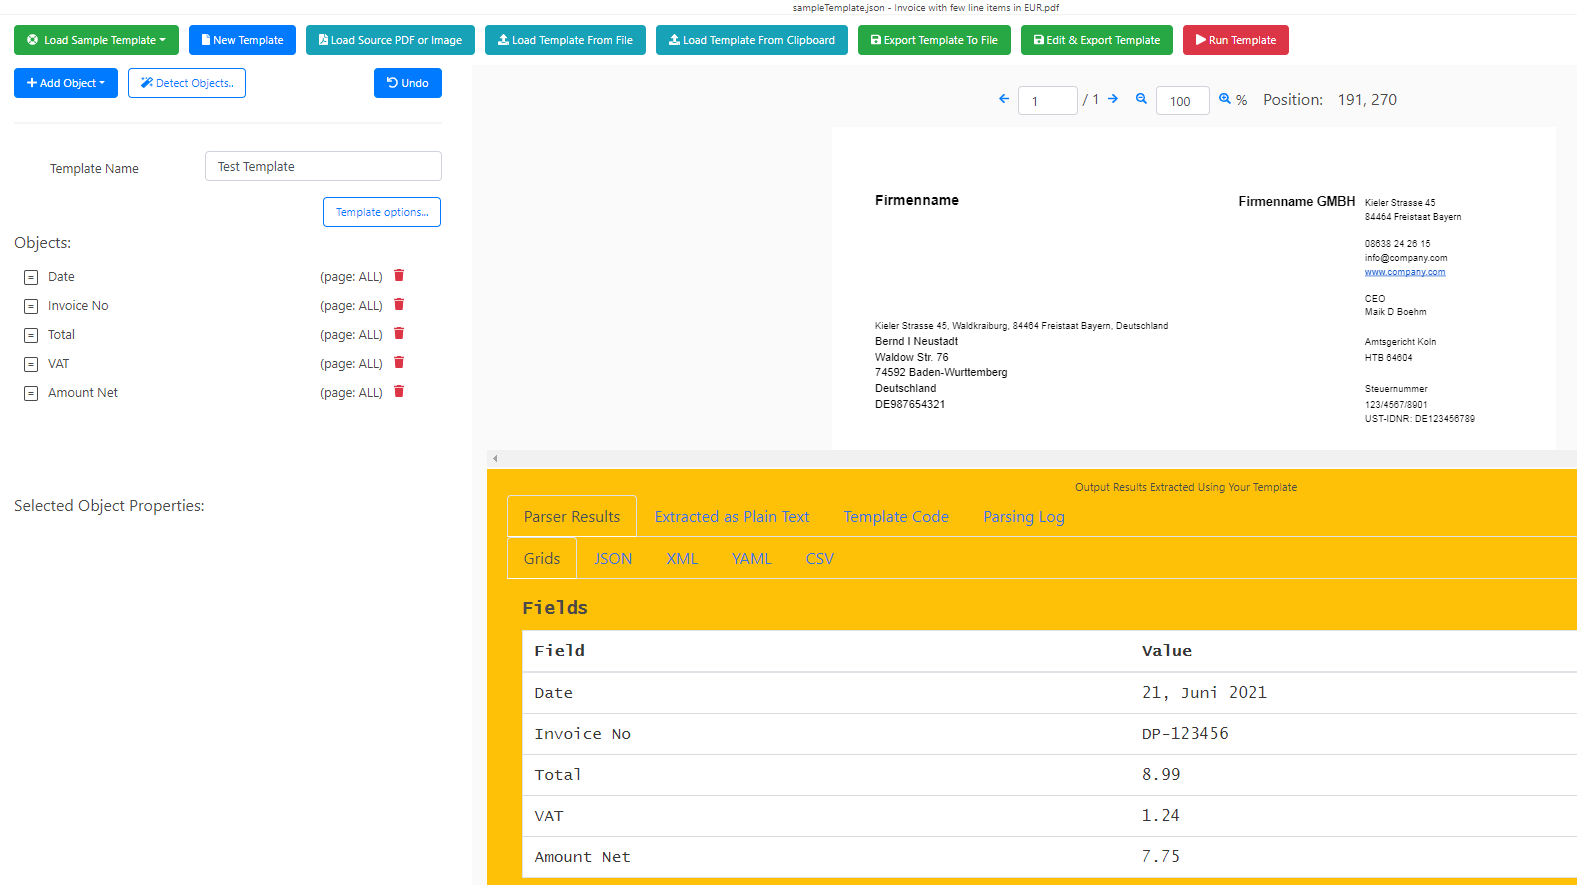 sampleTemplate.json - Invoice with few line items in EUR.pdf
Load Sample Template
New Template
Load Source PDF or Image
Load Template From File
Load Template From Clipboard
Export Template To File
Edit & Export Template
Run Template
Add Object
Detect Objects..
Undo
1 / 1 100 % Position: 191, 270
Template Name Test Template
Template options...
Objects:
Date (page: ALL)
Invoice No (page: ALL)
Total (page: ALL)
VAT (page: ALL)
Amount Net (page: ALL)
Selected Object Properties:
Firmenname
Firmenname GMBH
Kieler Strasse 45
84464 Freistaat Bayern
08638 24 26 15
info@company.com
www.company.com
CEO
Maik D Boehm
Amtsgericht Koln
HTB 64604
Steuernummer
123/4567/8901
UST-IDNR: DE123456789
Kieler Strasse 45, Waldkraiburg, 84464 Freistaat Bayern, Deutschland
Bernd I Neustadt
Waldow Str. 76
74592 Baden-Wurttemberg
Deutschland
DE987654321
Output Results Extracted Using Your Template
Parser Results Extracted as Plain Text Template Code Parsing Log
Grids JSON XML YAML CSV
Fields
Field Value
Date 21, Juni 2021
Invoice No DP-123456
Total 8.99
VAT 1.24
Amount Net 7.75